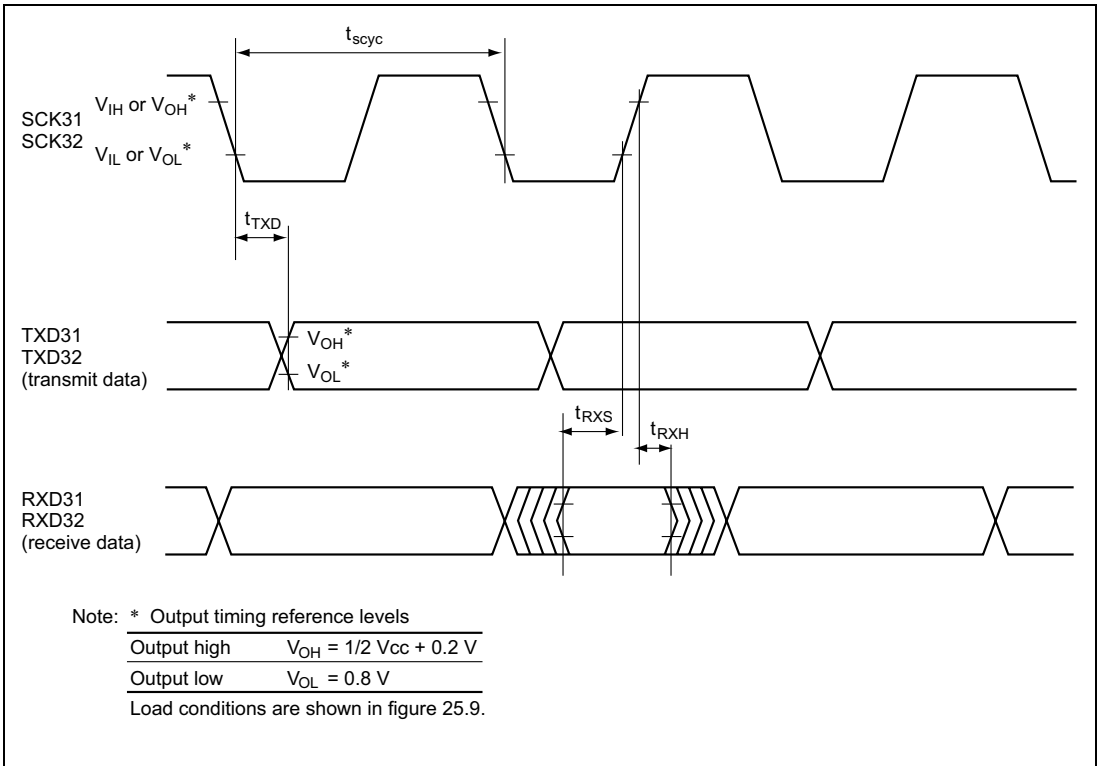 tscyc
SCK31
SCK32
VIH or VOH*
VIL or VOL*
tTXD
TXD31
TXD32
(transmit data)
VOH*
VOL*
tRXS
tRXH
RXD31
RXD32
(receive data)
Note: * Output timing reference levels
Output high VOH = 1/2 Vcc + 0.2 V
Output low VOL = 0.8 V
Load conditions are shown in figure 25.9.